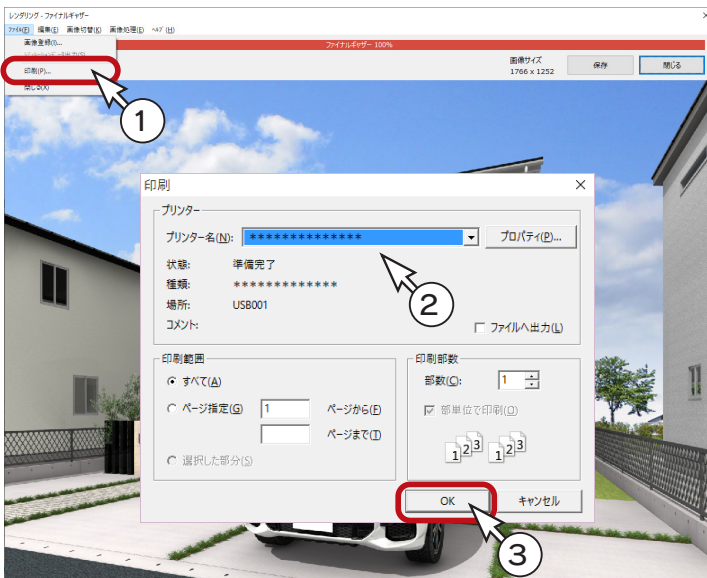 レンダリング - ファイナルギャザー
ファイル(F) 編集(E) 画像切替(K) 画像処理(E) ヘルプ(H)
画像登録(I)...
ファイナルギャザー 100%
印刷(P)...
閉じる(X)
画像サイズ
1766 x 1252
保存
閉じる
1
印刷
プリンター
プリンター名(N): **************
プロパティ(P)...
状態: 準備完了
種類: *************
場所: USB001
コメント:
ファイルへ出力(L)
2
印刷範囲
すべて(A)
ページ指定(G) 1 ページから(F)
ページまで(T)
選択した部分(S)
印刷部数
部数(C): 1
部単位で印刷(O)
1 2 3 1 2 3
OK
キャンセル
3